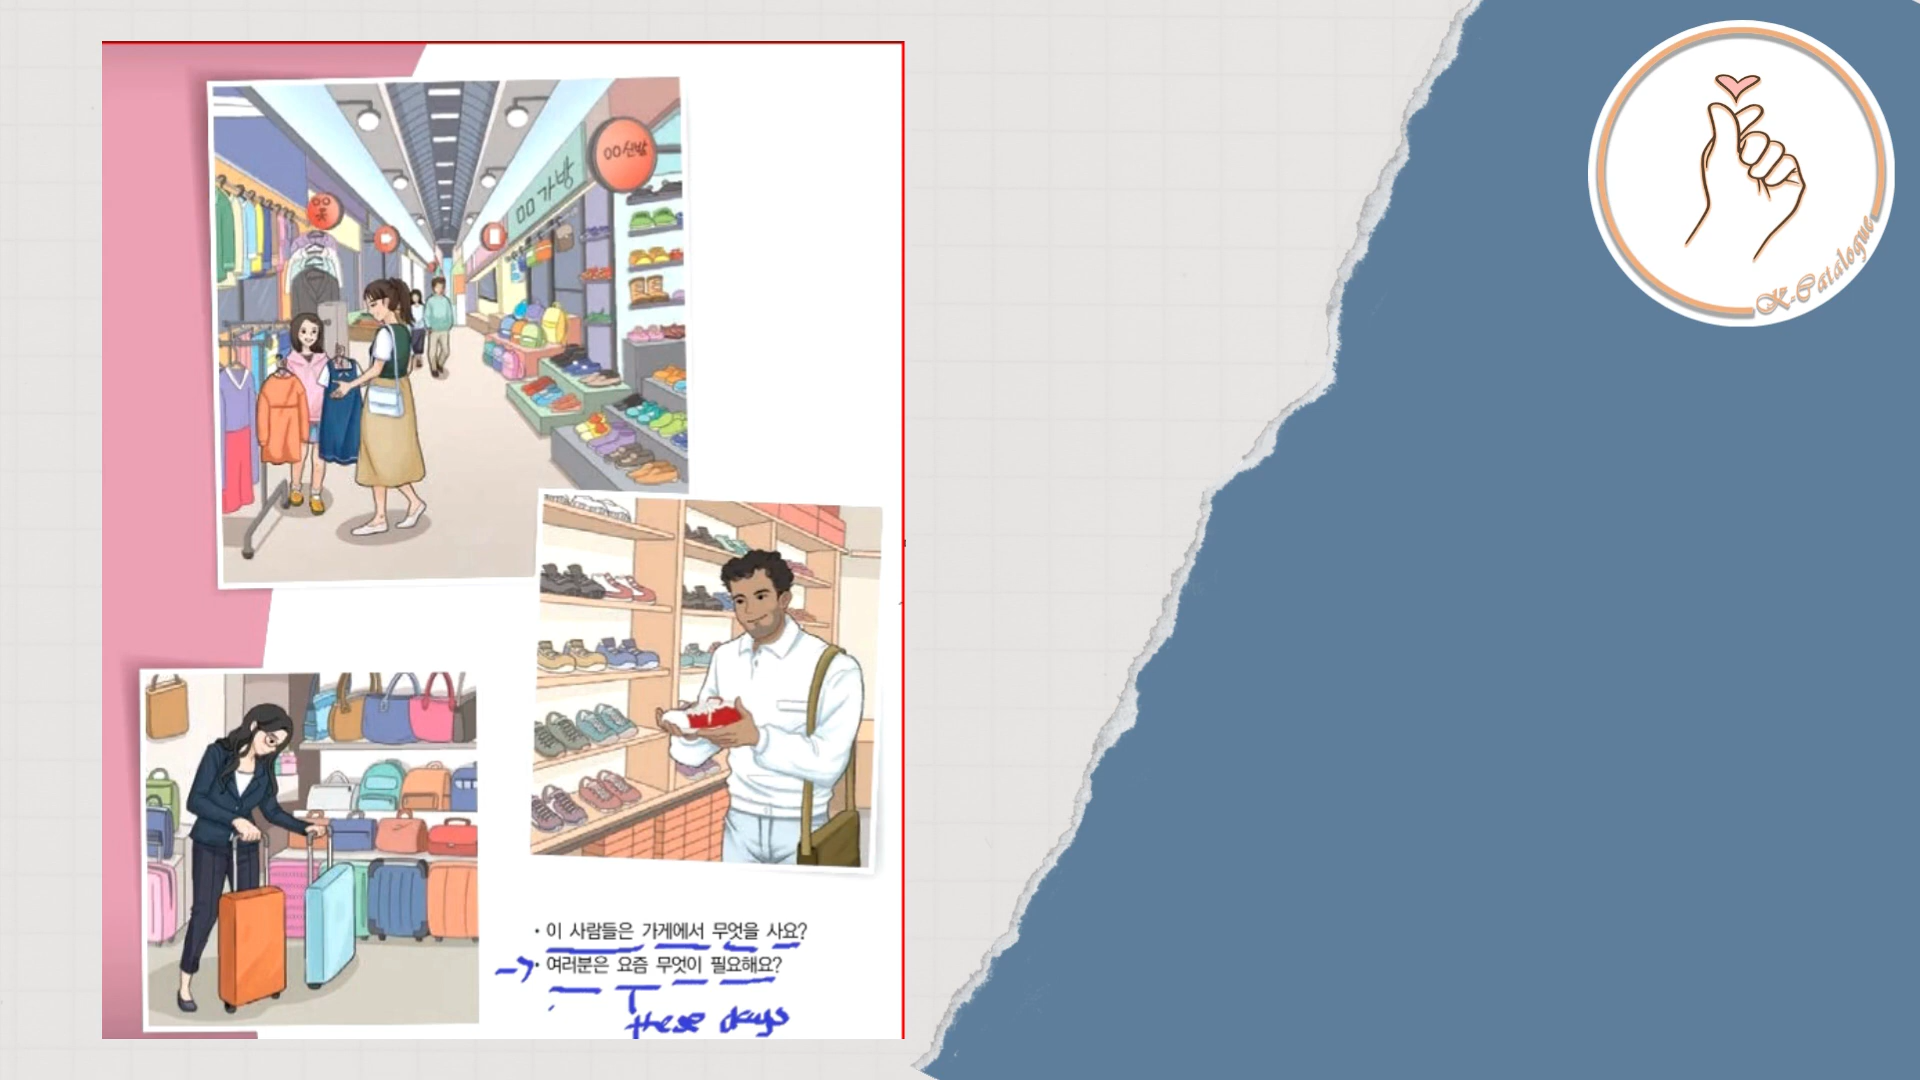 ○○신발
□□가방
○○옷
• 이 사람들은 가게에서 무엇을 사요?
→ • 여러분은 요즘 무엇이 필요해요?
these days
K-Catalogue